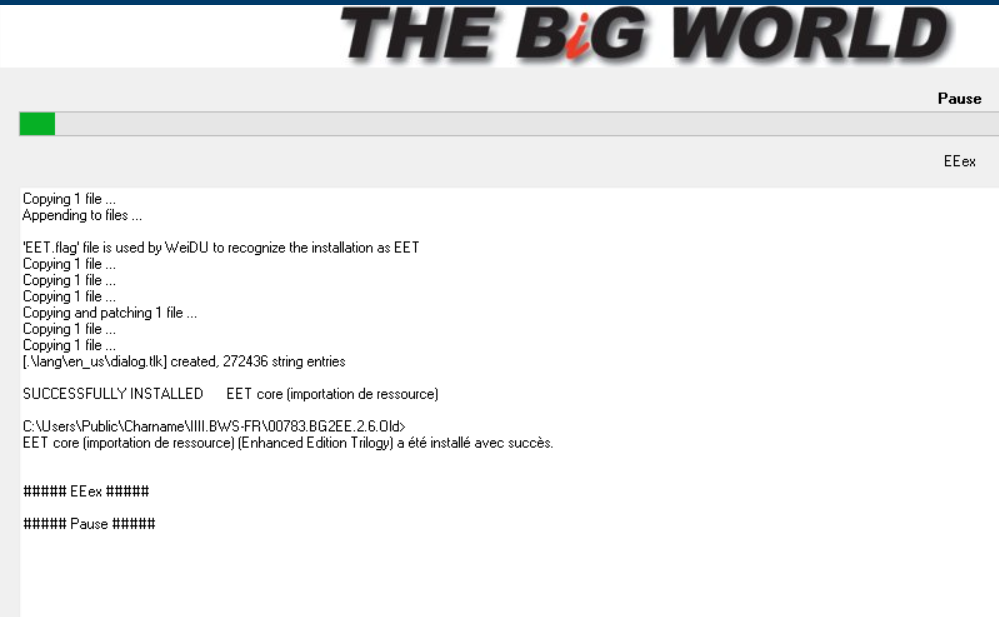 THE BiG WORLD
Pause
EEex
Copying 1 file ...
Appending to files ...
'EET.flag' file is used by WeiDU to recognize the installation as EET
Copying 1 file ...
Copying 1 file ...
Copying 1 file ...
Copying and patching 1 file ...
Copying 1 file ...
Copying 1 file ...
[.\lang\en_us\dialog.tlk] created, 272436 string entries
SUCCESSFULLY INSTALLED EET core (importation de ressource)
C:\Users\Public\Charname\IIII.BWS-FR\00783.BG2EE.2.6.Old>
EET core (importation de ressource) (Enhanced Edition Trilogy) a été installé avec succès.
##### EEex #####
##### Pause #####